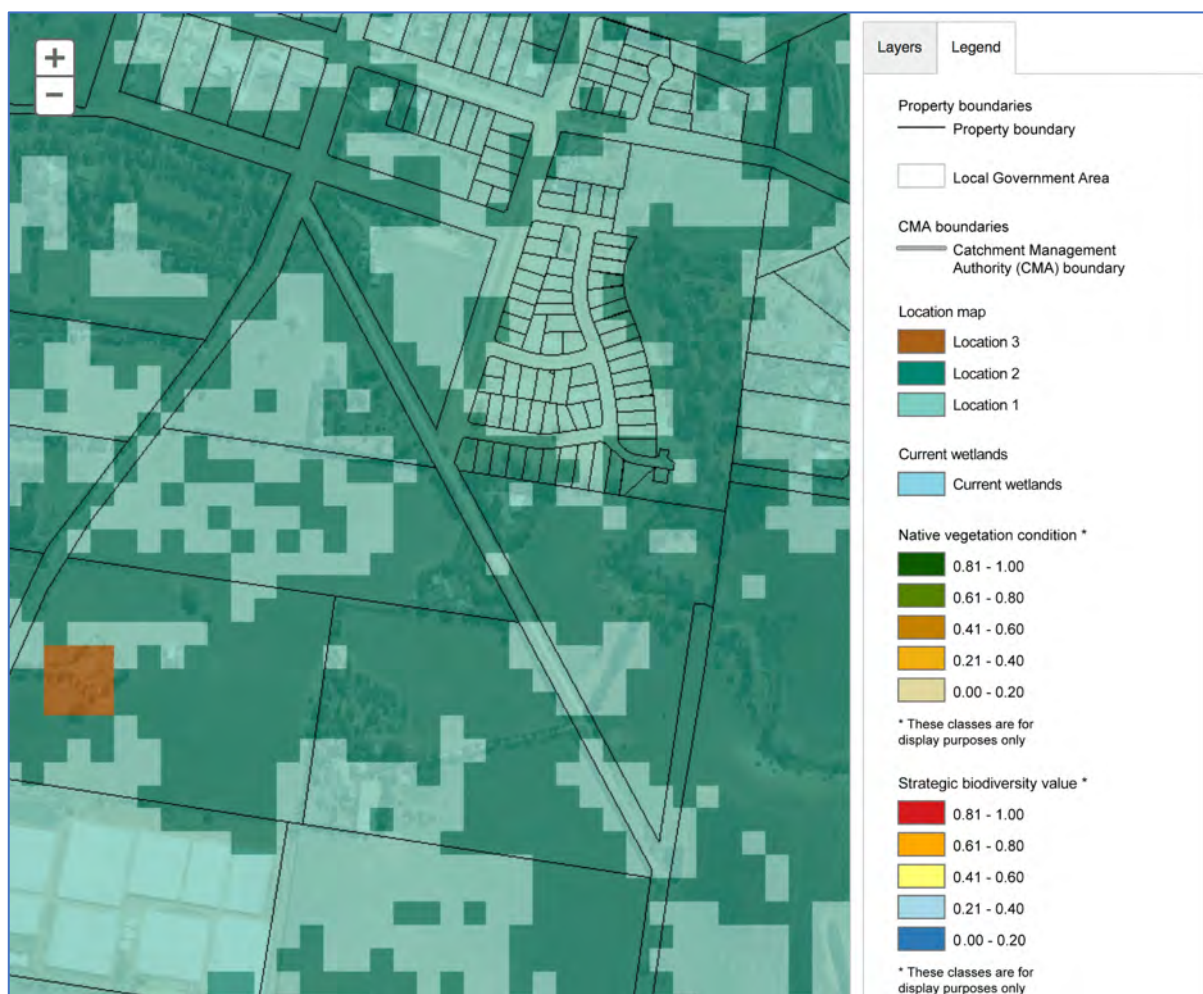 +
−
Layers Legend
Property boundaries
Property boundary
Local Government Area
CMA boundaries
Catchment Management
Authority (CMA) boundary
Location map
Location 3
Location 2
Location 1
Current wetlands
Current wetlands
Native vegetation condition *
0.81 - 1.00
0.61 - 0.80
0.41 - 0.60
0.21 - 0.40
0.00 - 0.20
* These classes are for
display purposes only
Strategic biodiversity value *
0.81 - 1.00
0.61 - 0.80
0.41 - 0.60
0.21 - 0.40
0.00 - 0.20
* These classes are for
display purposes only